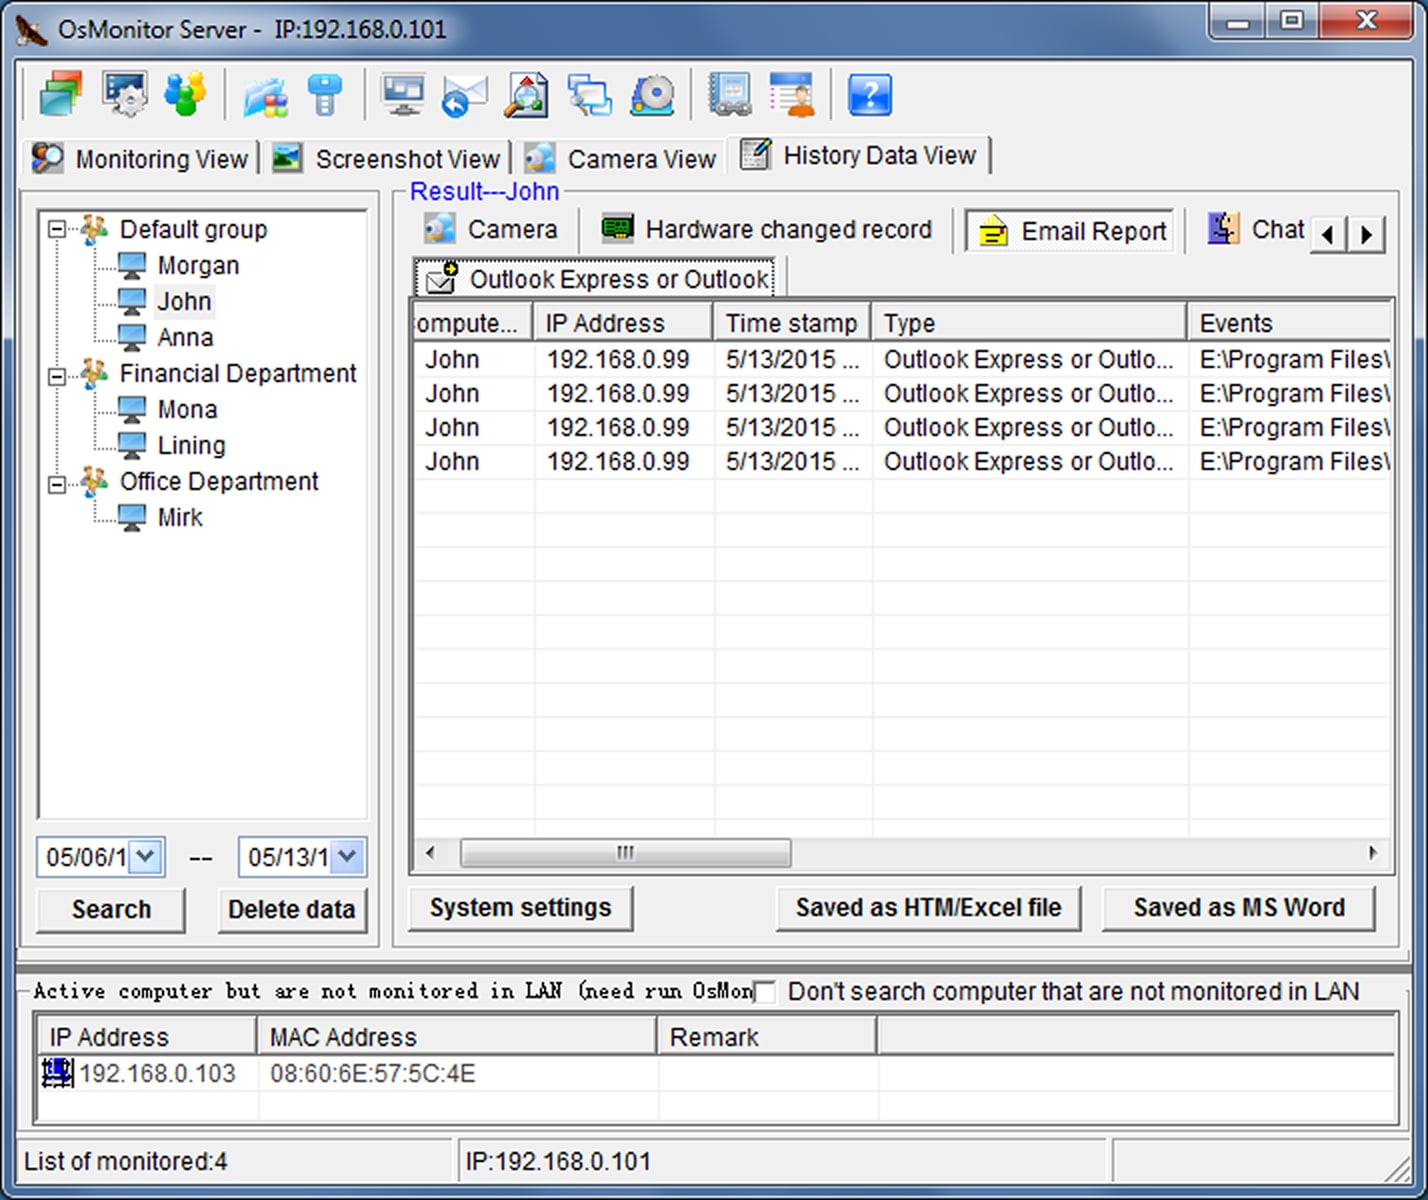 OsMonitor Server -  IP:192.168.0.101
Monitoring View Screenshot View Camera View History Data View
Result---John
Default group
Morgan
John
Anna
Financial Department
Mona
Lining
Office Department
Mirk
05/06/1 -- 05/13/1
Search Delete data
Camera Hardware changed record Email Report Chat
Outlook Express or Outlook
ompute... IP Address Time stamp Type Events
John 192.168.0.99 5/13/2015 ... Outlook Express or Outlo... E:\Program Files\
John 192.168.0.99 5/13/2015 ... Outlook Express or Outlo... E:\Program Files\
John 192.168.0.99 5/13/2015 ... Outlook Express or Outlo... E:\Program Files\
John 192.168.0.99 5/13/2015 ... Outlook Express or Outlo... E:\Program Files\
System settings Saved as HTM/Excel file Saved as MS Word
Active computer but are not monitored in LAN (need run OsMon Don't search computer that are not monitored in LAN
IP Address MAC Address Remark
192.168.0.103 08:60:6E:57:5C:4E
List of monitored:4 IP:192.168.0.101